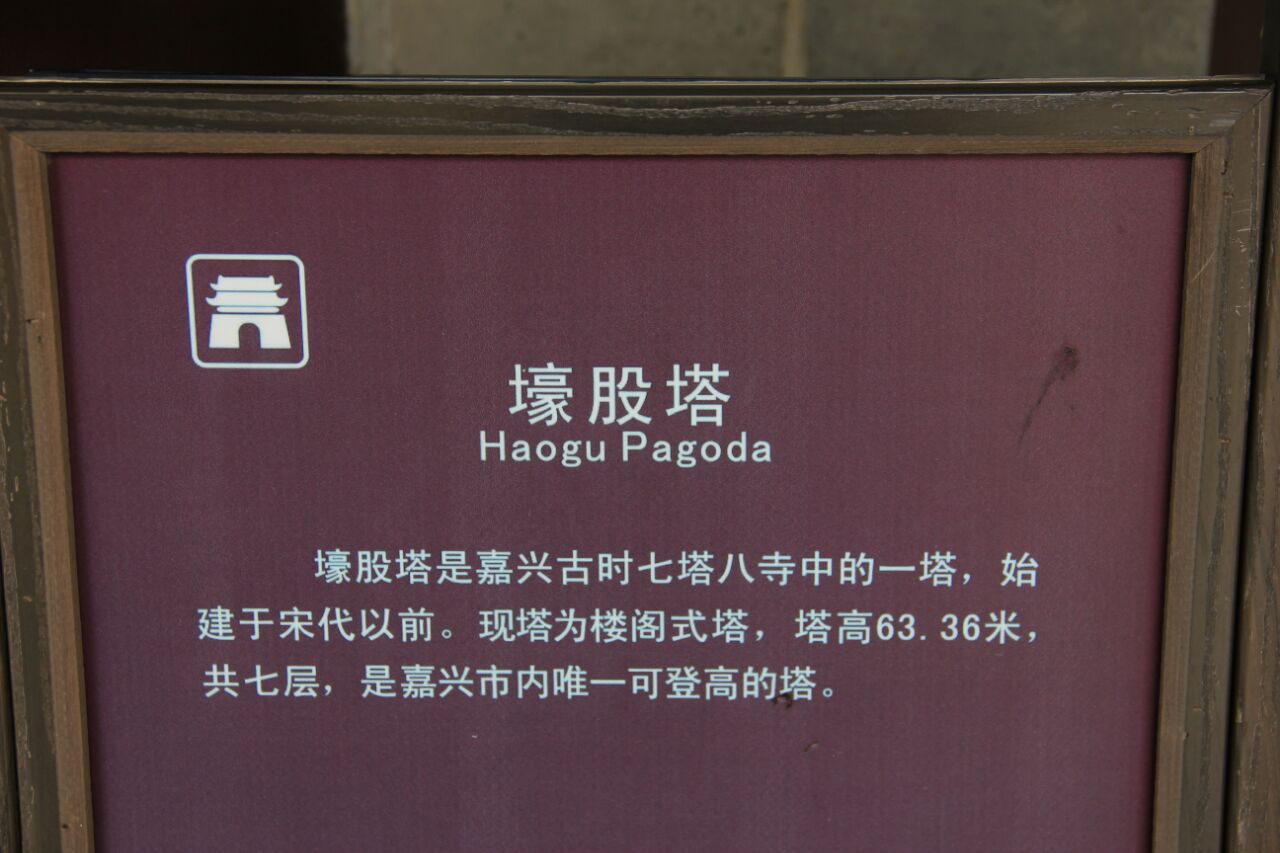 壕股塔
Haogu Pagoda
壕股塔是嘉兴古时七塔八寺中的一塔，始
建于宋代以前。现塔为楼阁式塔，塔高63.36米，
共七层，是嘉兴市内唯一可登高的塔。